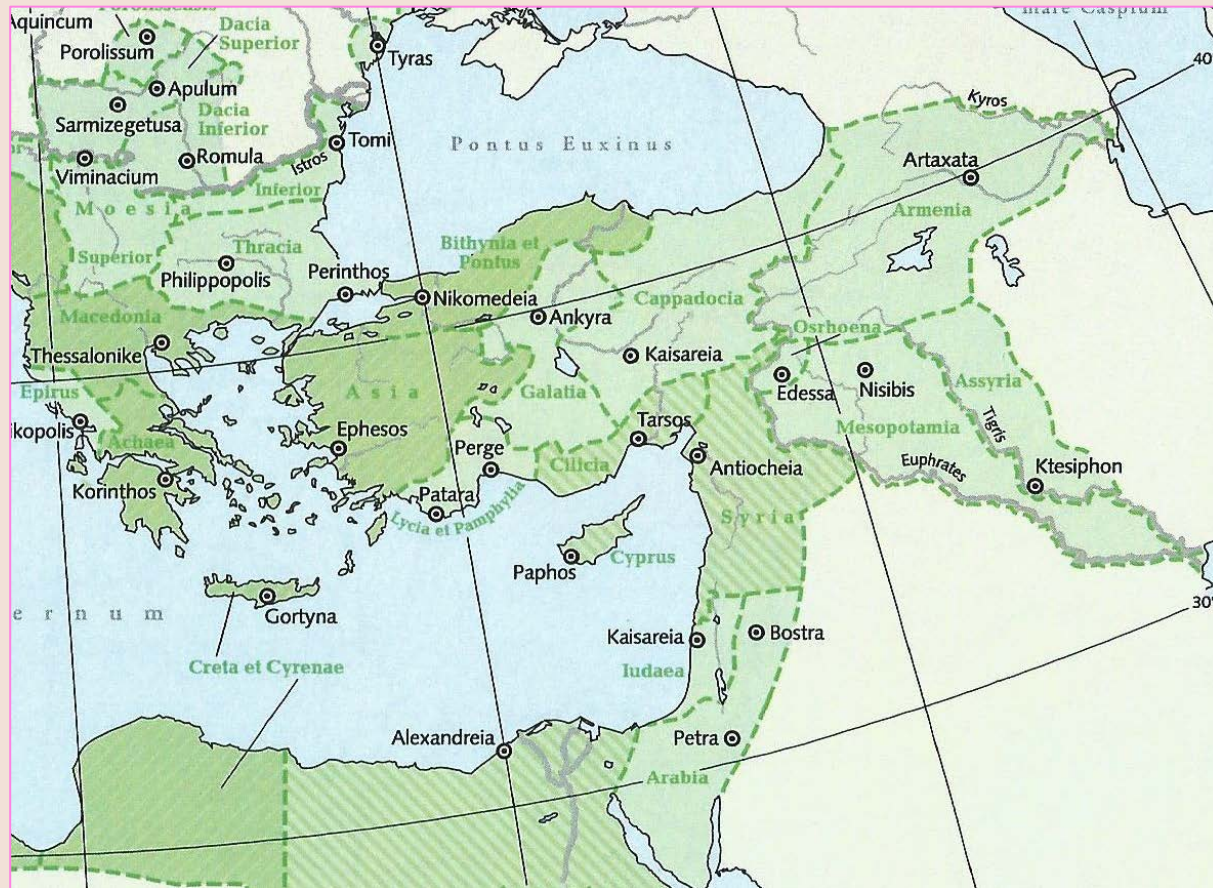 Porolissensis
mare Caspium
Aquincum
Dacia
Superior
Porolissum
Tyras
40°
Apulum
Kyros
Sarmizegetusa
Dacia
Inferior
Pontus Euxinus
Tomi
Istros
Romula
Viminacium
Artaxata
Inferior
Moesia
Armenia
Thracia
Bithynia et
Pontus
Superior
Philippopolis
Perinthos
Nikomedeia
Cappadocia
Macedonia
Ankyra
Osrhoena
Thessalonike
Kaisareia
Edessa
Nisibis
Assyria
Epirus
Asia
Galatia
Tigris
ikopolis
Achaea
Ephesos
Tarsos
Mesopotamia
Perge
Cilicia
Antiocheia
Euphrates
Ktesiphon
Korinthos
Patara
Lycia et Pamphylia
Syria
Cyprus
Paphos
ernum
Gortyna
30°
Kaisareia
Bostra
Creta et Cyrenae
Iudaea
Alexandreia
Petra
Arabia